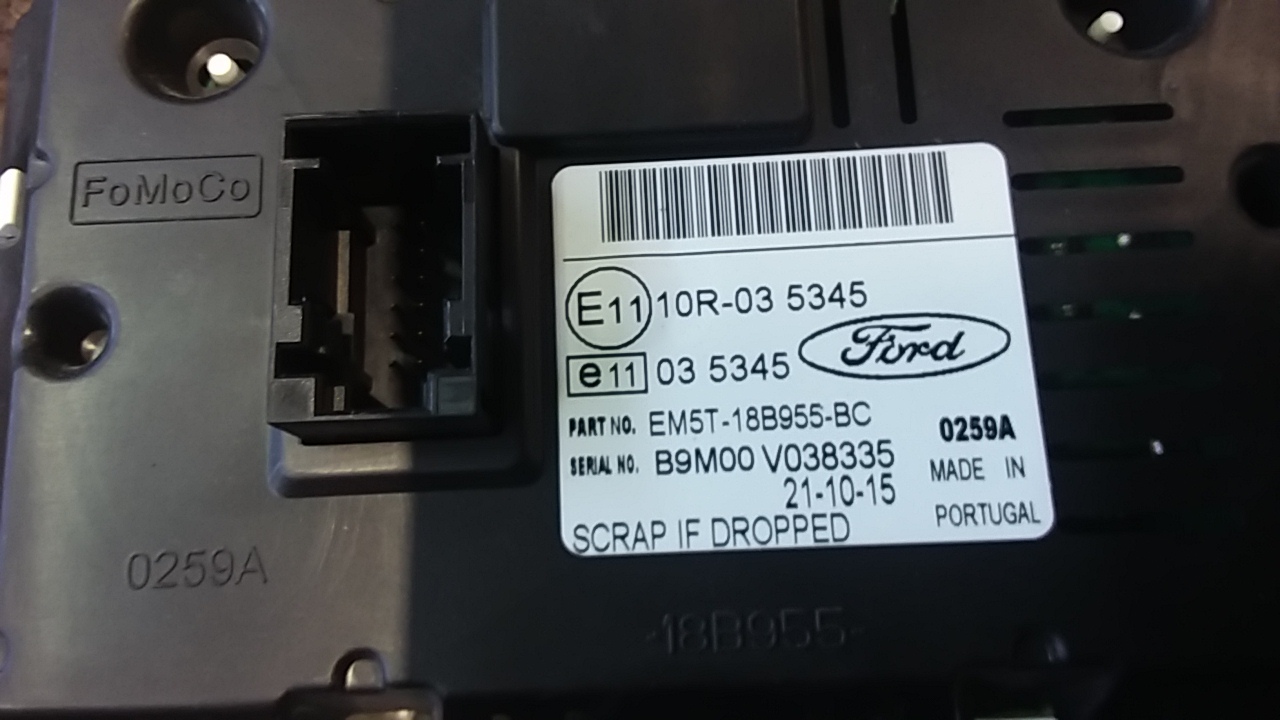 FoMoCo
E11 10R-03 5345
e11 03 5345
Ford
PART NO. EM5T-18B955-BC
SERIAL NO. B9M00 V038335
21-10-15
0259A
MADE IN
PORTUGAL
SCRAP IF DROPPED
0259A
-18B955-